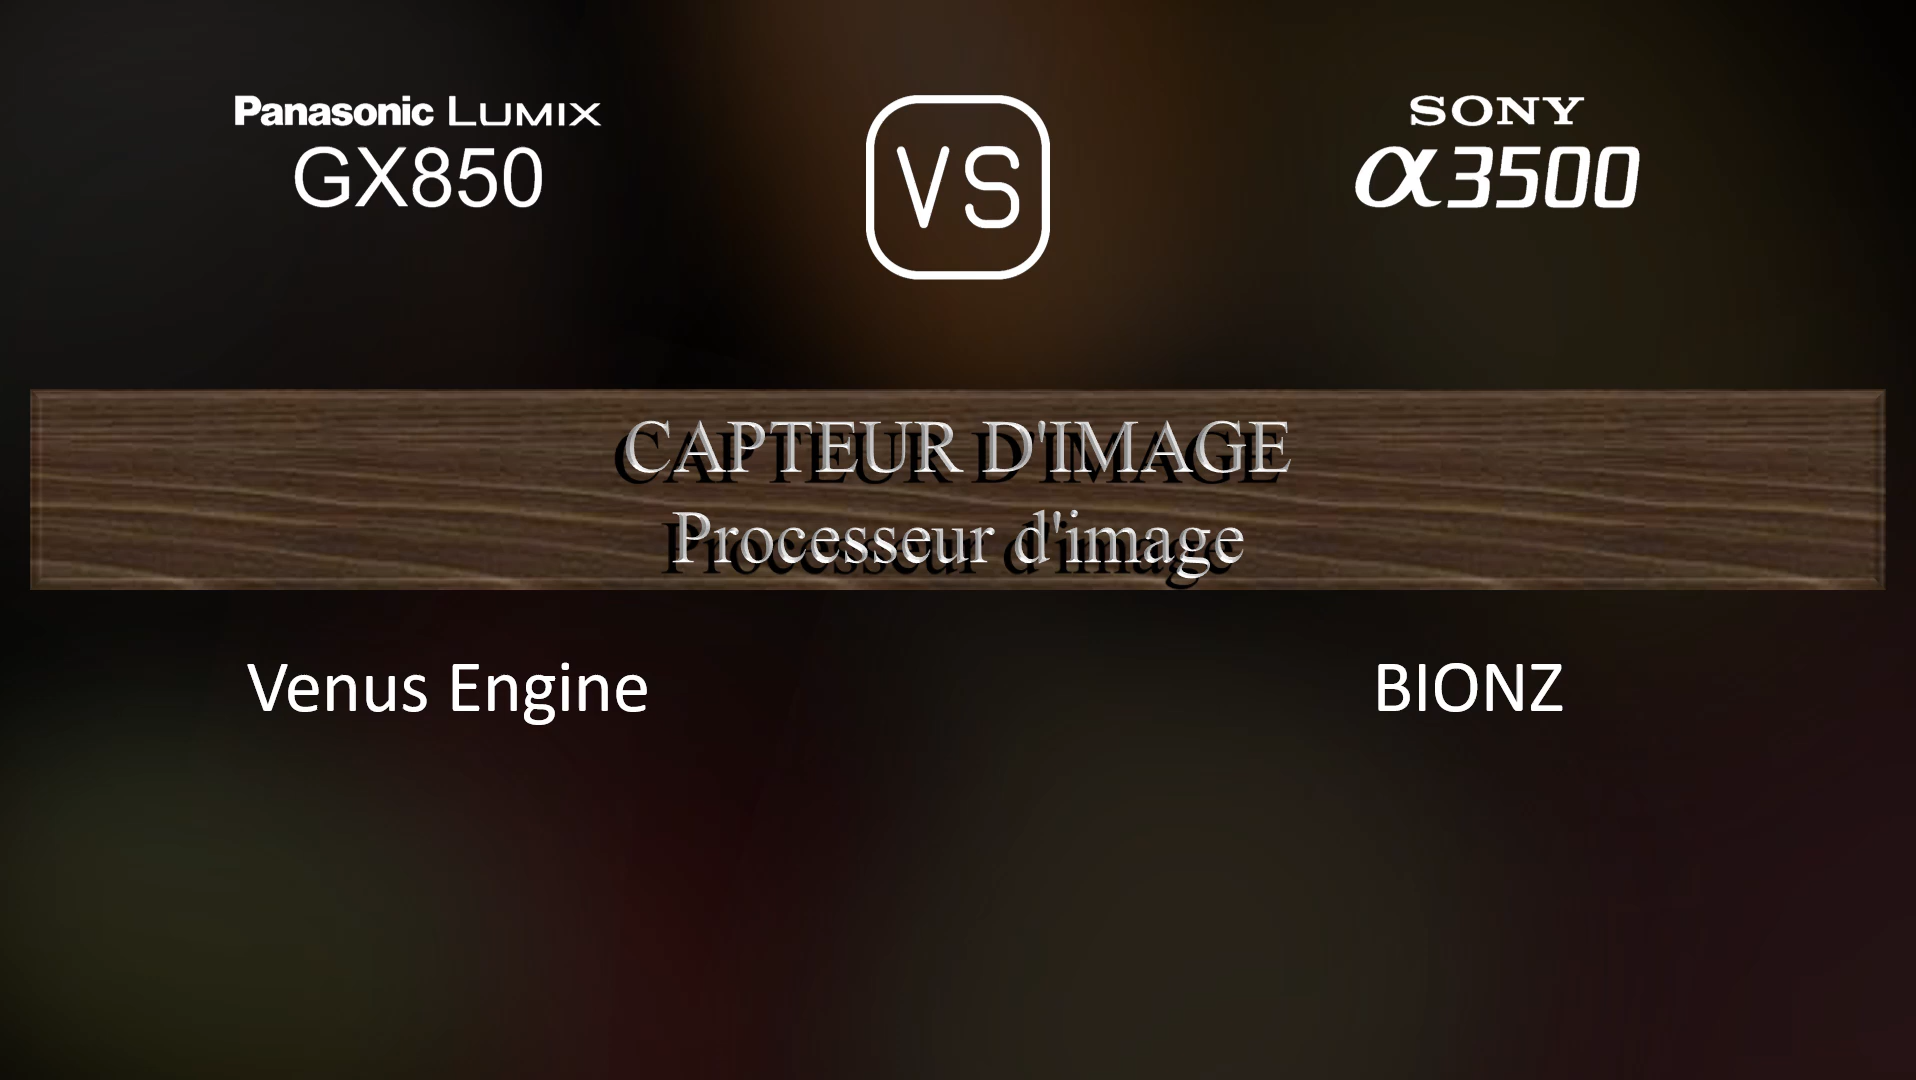 Panasonic LUMIX
GX850
VS
SONY
α3500
CAPTEUR D'IMAGE
Processeur d'image
Venus Engine
BIONZ